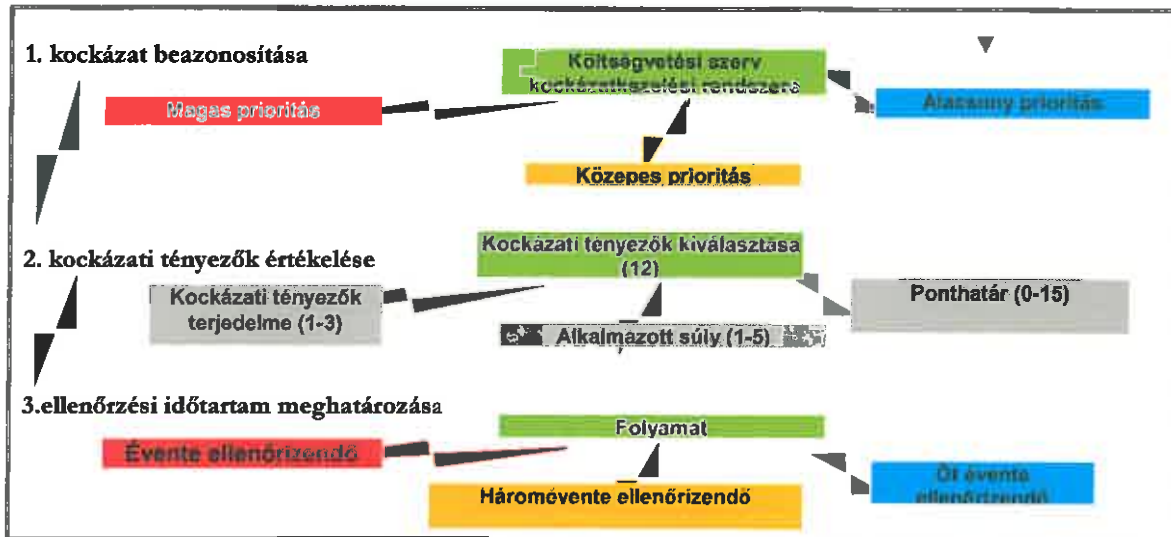 1. kockázat beazonosítása
Költségvetési szerv
kockázatkezelési rendszere
Magas prioritás
Alacsony prioritás
Közepes prioritás
2. kockázati tényezők értékelése
Kockázati tényezők kiválasztása
(12)
Kockázati tényezők
terjedelme (1-3)
Ponthatár (0-15)
Alkalmazott súly (1-5)
3.ellenőrzési időtartam meghatározása
Folyamat
Évente ellenőrizendő
Háromévente ellenőrizendő
Öt évente
ellenőrizendő